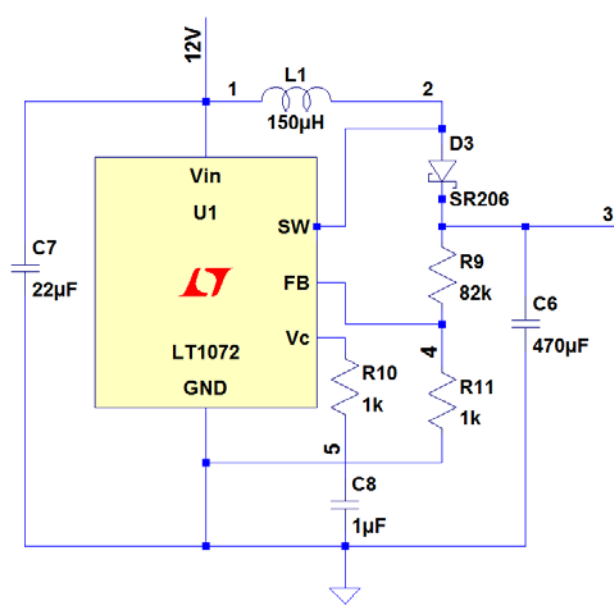 12V
1
L1
2
150µH
D3
Vin
U1
SR206
3
SW
C7
22µF
R9
82k
FB
C6
470µF
Vc
LT1072
4
GND
R10
1k
R11
1k
5
C8
1µF